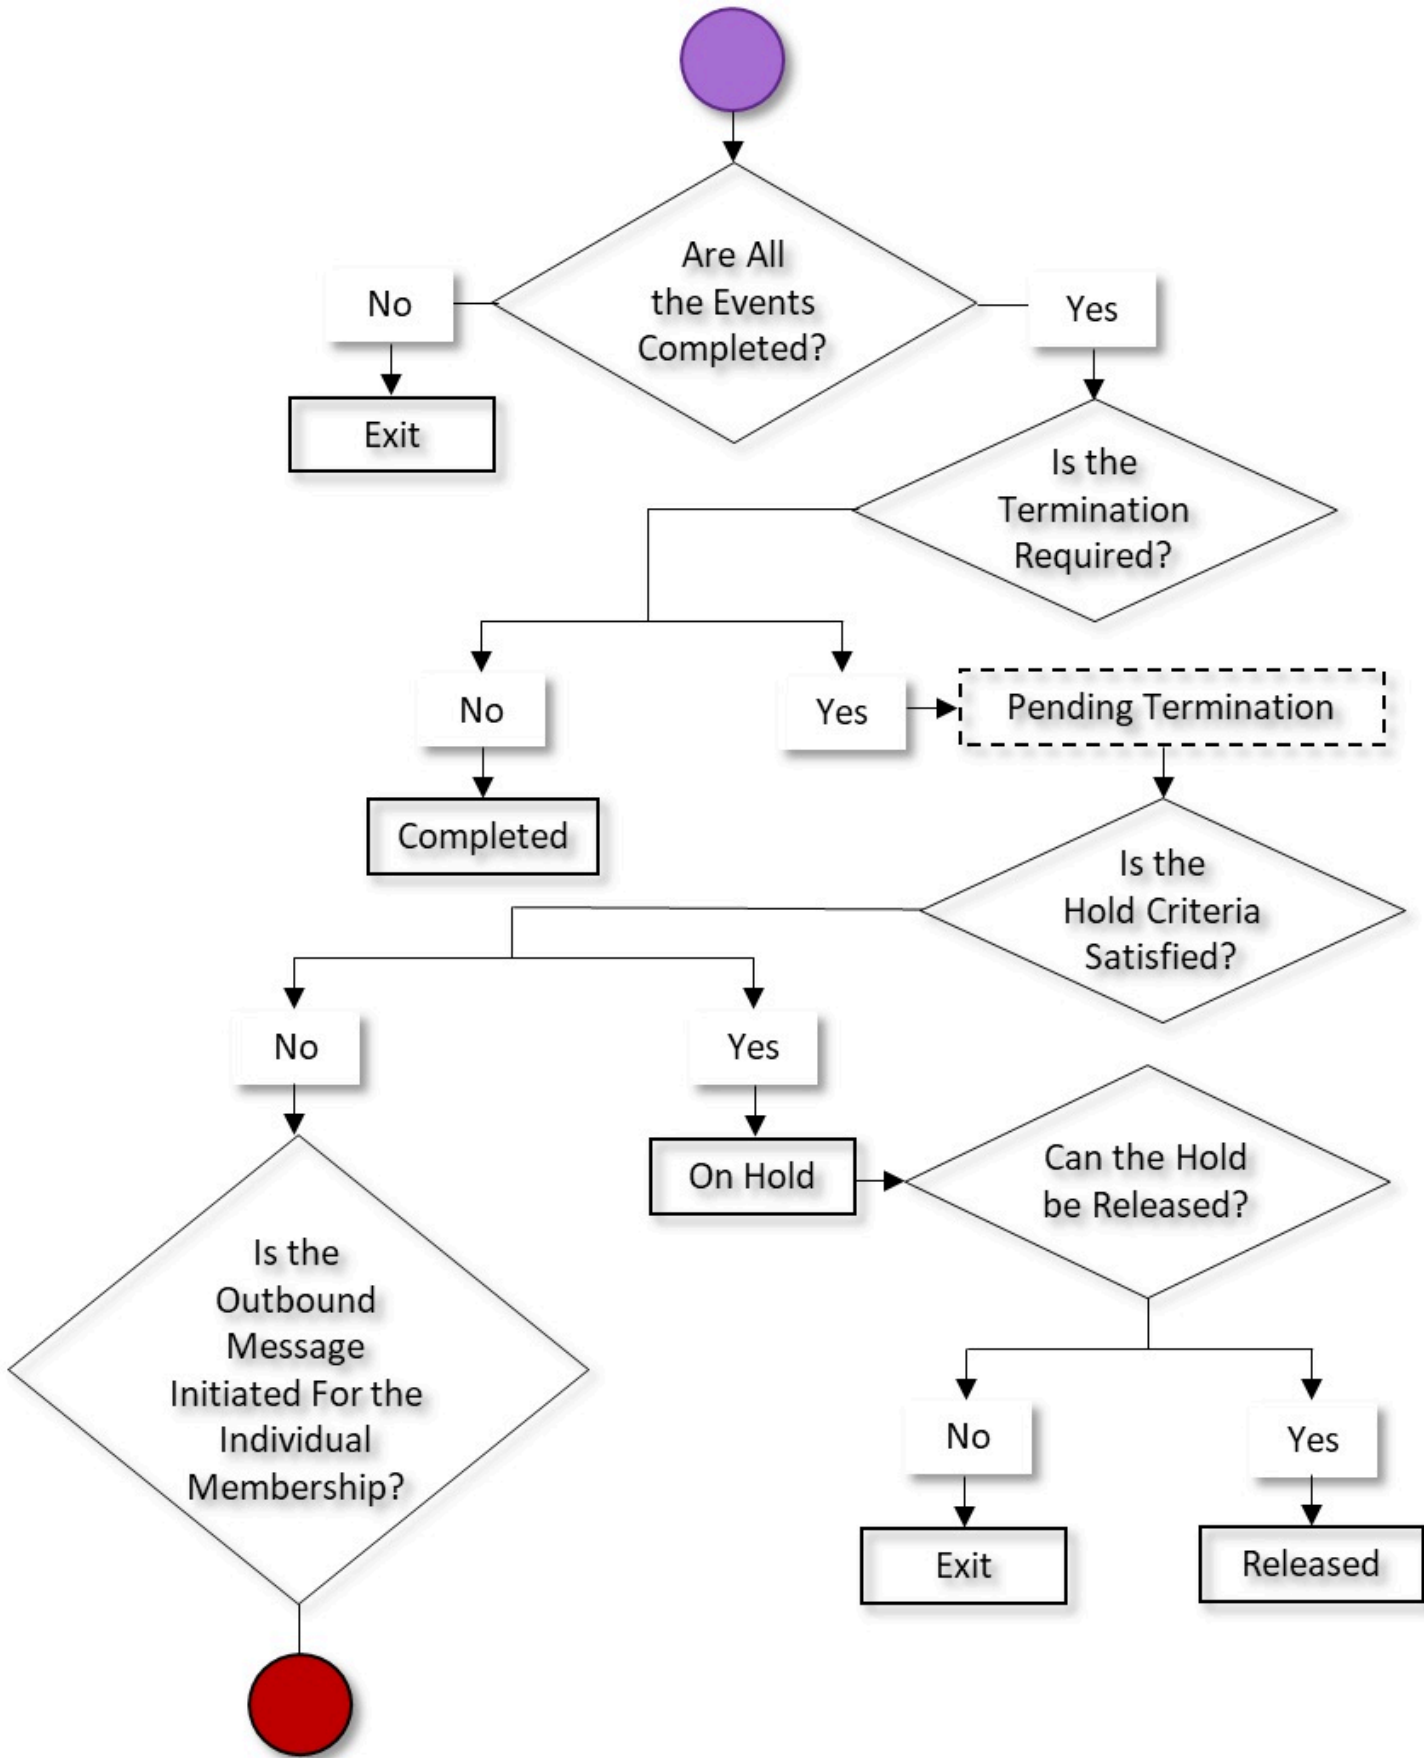 Are All
the Events
Completed?
No
Yes
Exit
Is the
Termination
Required?
No
Yes
Pending Termination
Completed
Is the
Hold Criteria
Satisfied?
No
Yes
On Hold
Can the Hold
be Released?
Is the
Outbound
Message
Initiated For the
Individual
Membership?
No
Yes
Exit
Released